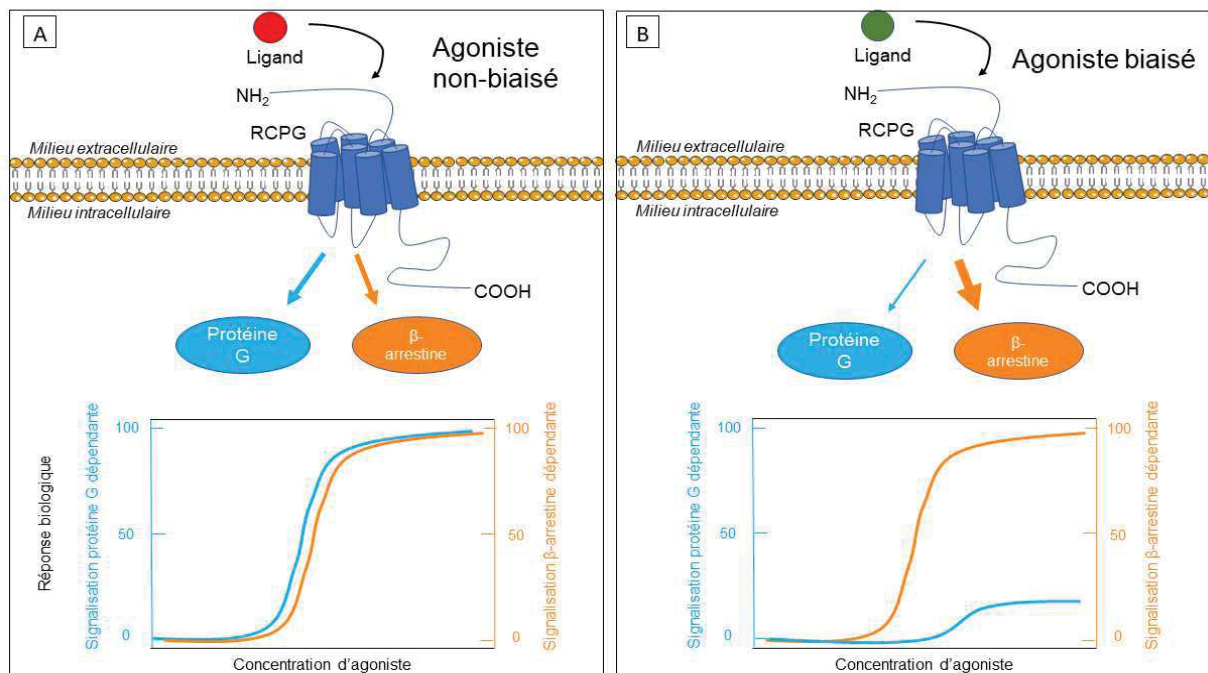 A
Ligand
Agoniste
non-biaisé
NH2
RCPG
Milieu extracellulaire
Milieu intracellulaire
COOH
Protéine
G
β-
arrestine
Réponse biologique
Signalisation protéine G dépendante
100
50
0
100
50
0
Signalisation β-arrestine dépendante
Concentration d'agoniste
B
Ligand
Agoniste biaisé
NH2
RCPG
Milieu extracellulaire
Milieu intracellulaire
COOH
Protéine
G
β-
arrestine
Signalisation protéine G dépendante
100
50
0
100
50
0
Signalisation β-arrestine dépendante
Concentration d'agoniste